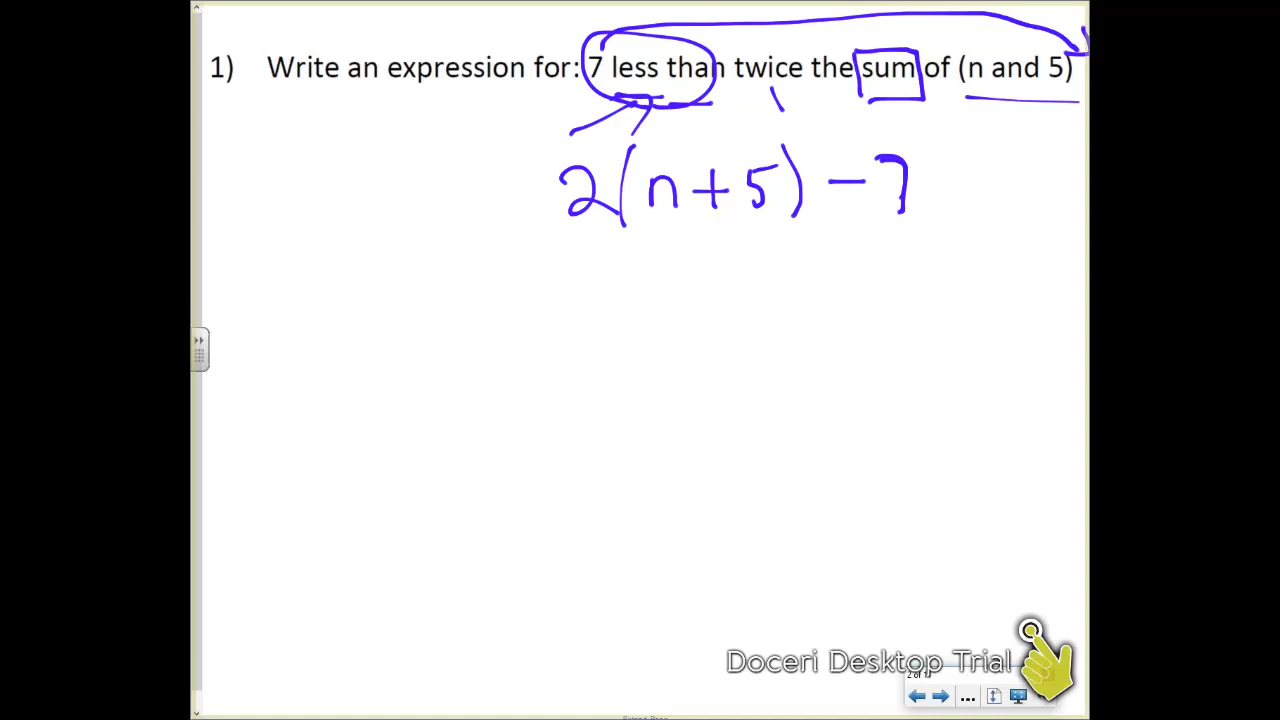 1) Write an expression for: 7 less than twice the sum of (n and 5)
2(n+5)-7
Doceri Desktop Trial